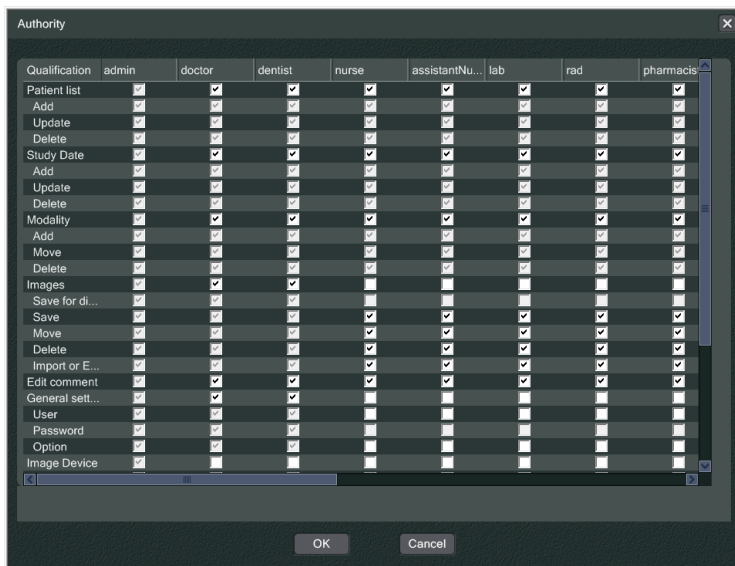 Authority
Qualification admin doctor dentist nurse assistantNu... lab rad pharmacist
Patient list
Add
Update
Delete
Study Date
Add
Update
Delete
Modality
Add
Move
Delete
Images
Save for di...
Save
Move
Delete
Import or E...
Edit comment
General sett...
User
Password
Option
Image Device
OK Cancel